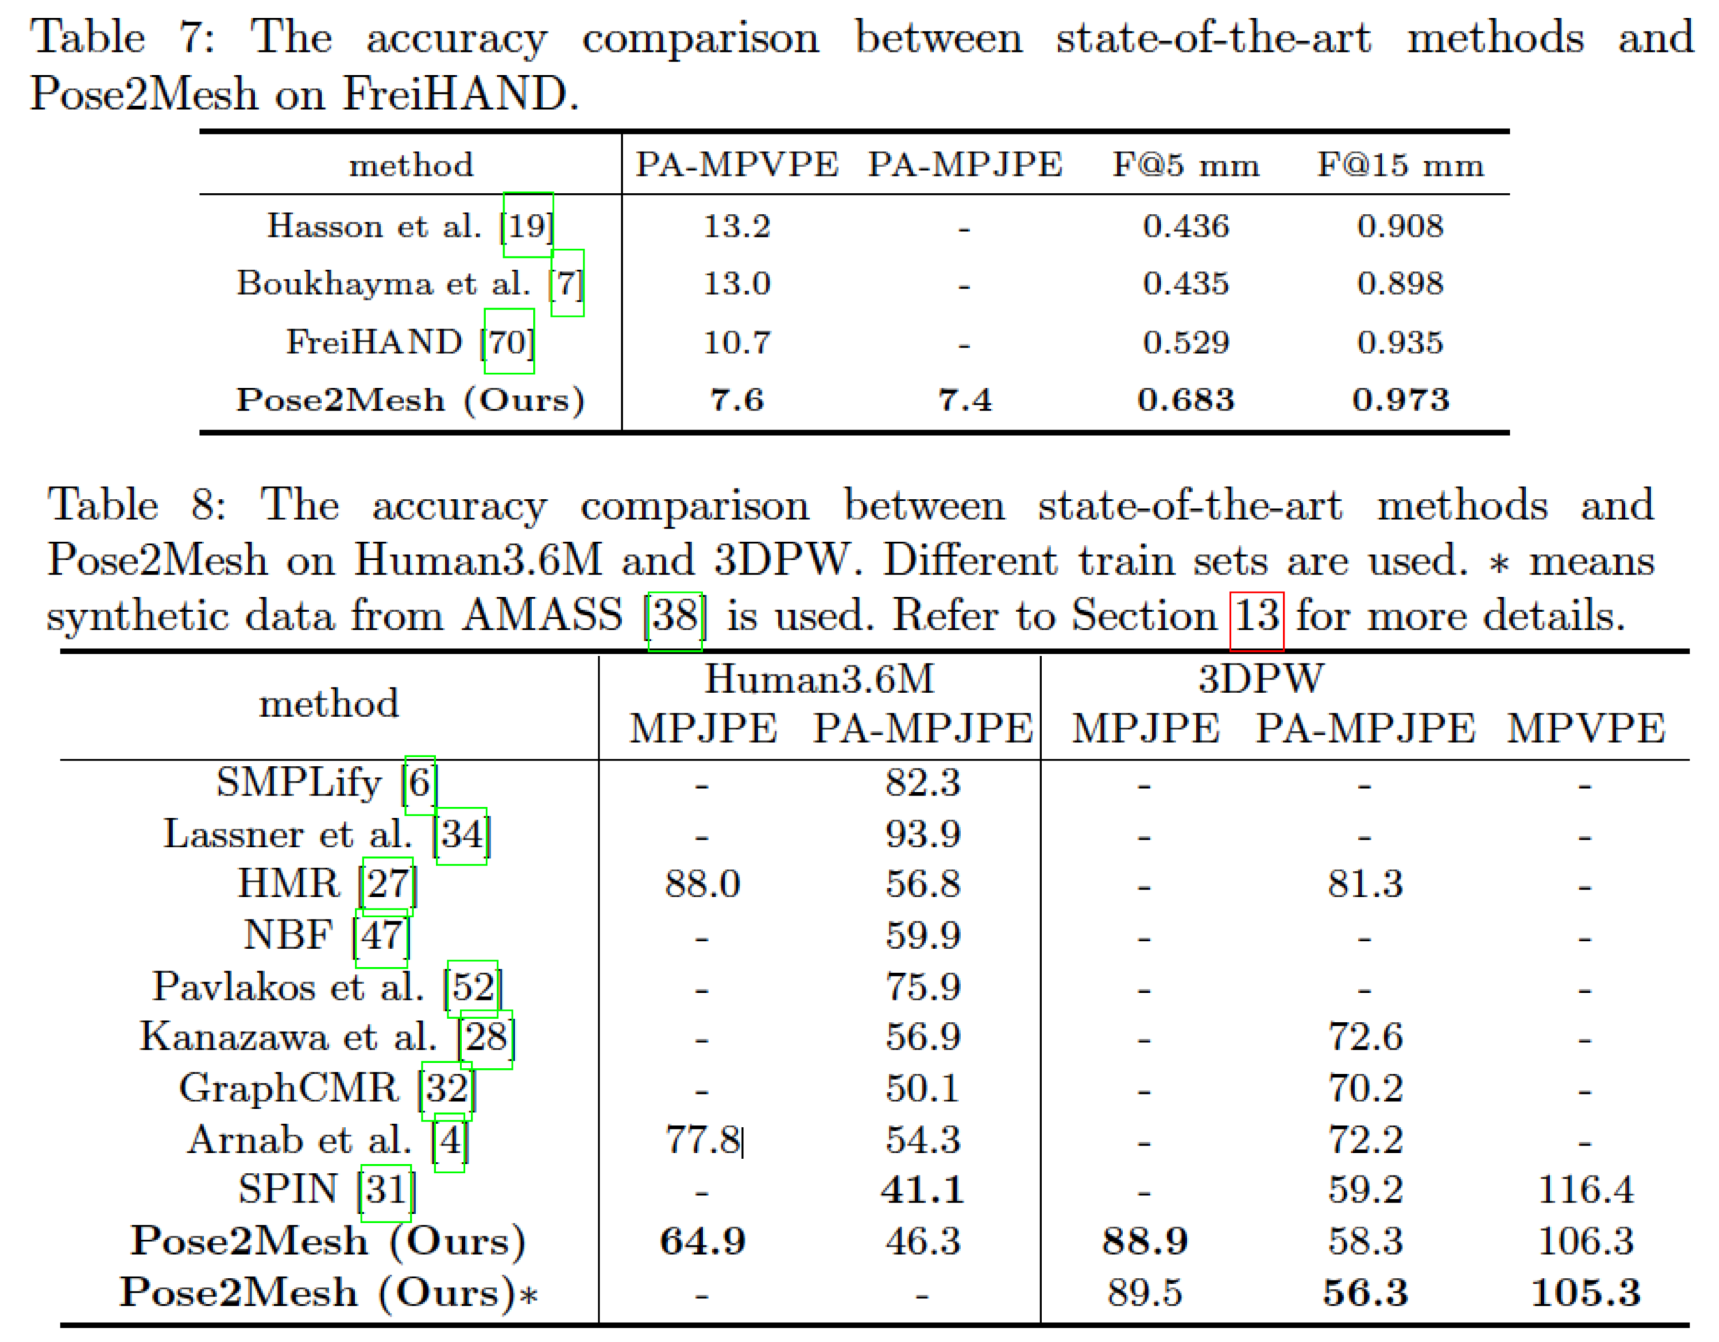 Table 7: The accuracy comparison between state-of-the-art methods and
Pose2Mesh on FreiHAND.
method PA-MPVPE PA-MPJPE F@5 mm F@15 mm
Hasson et al. [19] 13.2 - 0.436 0.908
Boukhayma et al. [7] 13.0 - 0.435 0.898
FreiHAND [70] 10.7 - 0.529 0.935
Pose2Mesh (Ours) 7.6 7.4 0.683 0.973
Table 8: The accuracy comparison between state-of-the-art methods and
Pose2Mesh on Human3.6M and 3DPW. Different train sets are used. * means
synthetic data from AMASS [38] is used. Refer to Section 13 for more details.
Human3.6M 3DPW
method MPJPE PA-MPJPE MPJPE PA-MPJPE MPVPE
SMPLify [6] - 82.3 - - -
Lassner et al. [34] - 93.9 - - -
HMR [27] 88.0 56.8 - 81.3 -
NBF [47] - 59.9 - - -
Pavlakos et al. [52] - 75.9 - - -
Kanazawa et al. [28] - 56.9 - 72.6 -
GraphCMR [32] - 50.1 - 70.2 -
Arnab et al. [4] 77.8 54.3 - 72.2 -
SPIN [31] - 41.1 - 59.2 116.4
Pose2Mesh (Ours) 64.9 46.3 88.9 58.3 106.3
Pose2Mesh (Ours)* - - 89.5 56.3 105.3